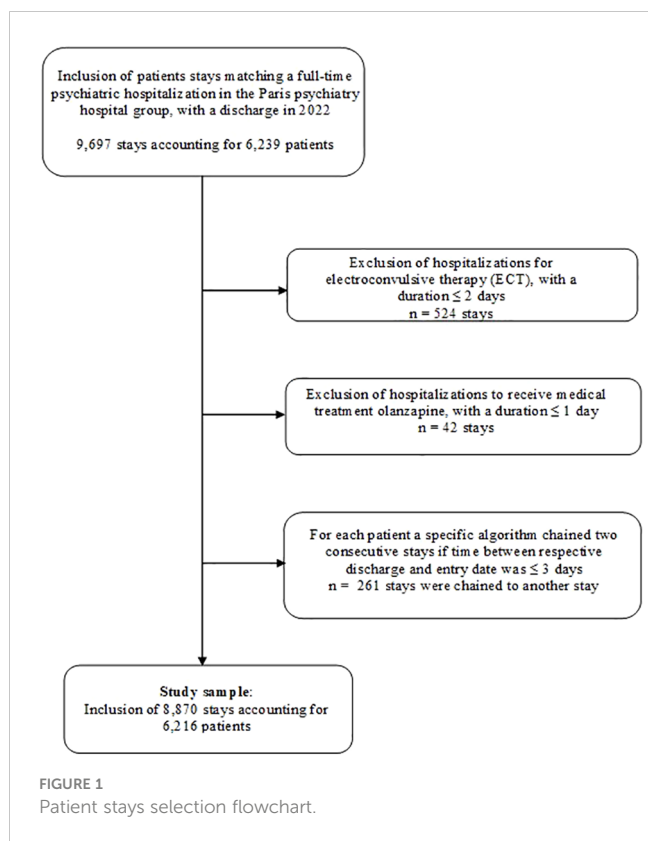 Inclusion of patients stays matching a full-time
psychiatric hospitalization in the Paris psychiatry
hospital group, with a discharge in 2022
9,697 stays accounting for 6,239 patients
Exclusion of hospitalizations for
electroconvulsive therapy (ECT), with a
duration ≤ 2 days
n = 524 stays
Exclusion of hospitalizations to receive medical
treatment olanzapine, with a duration ≤ 1 day
n = 42 stays
For each patient a specific algorithm chained two
consecutive stays if time between respective
discharge and entry date was ≤ 3 days
n = 261 stays were chained to another stay
Study sample:
Inclusion of 8,870 stays accounting for
6,216 patients
FIGURE 1
Patient stays selection flowchart.